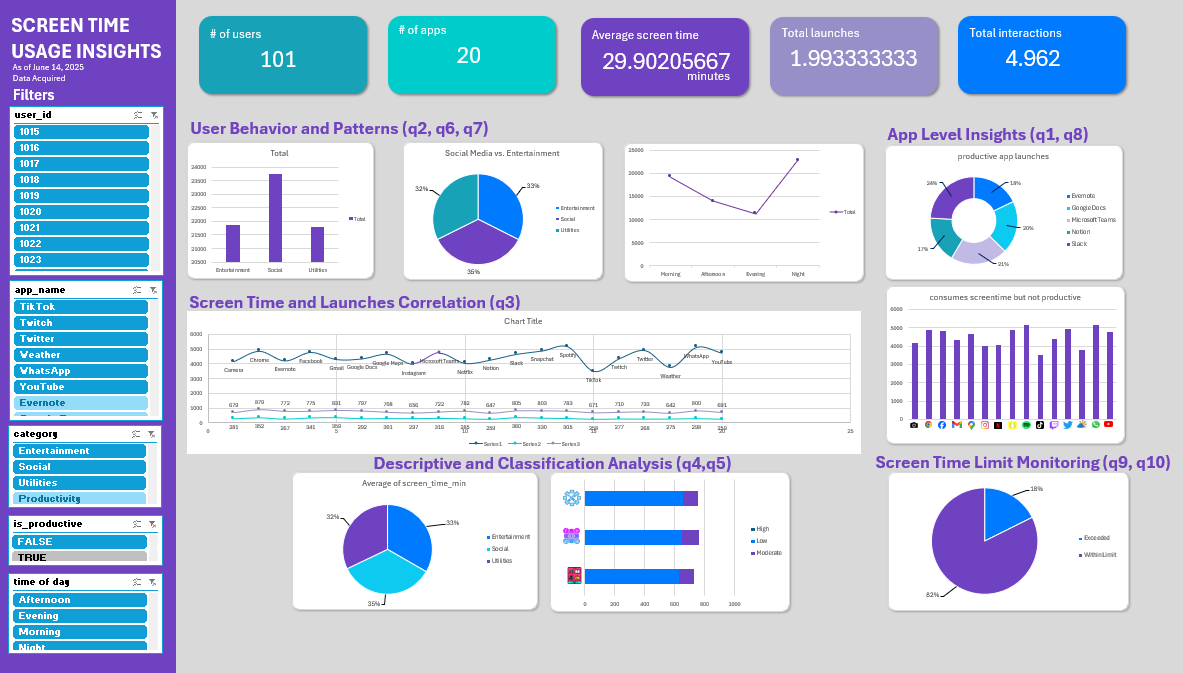 SCREEN TIME
USAGE INSIGHTS
As of June 14, 2025
Data Acquired
Filters
user_id
1015
1016
1017
1018
1019
1020
1021
1022
1023
app_name
TikTok
Twitch
Twitter
Weather
WhatsApp
YouTube
Evernote
category
Entertainment
Social
Utilities
Productivity
is_productive
FALSE
TRUE
time of day
Afternoon
Evening
Morning
Night
# of users
101
# of apps
20
Average screen time
29.90205667
minutes
Total launches
1.993333333
Total interactions
4.962
User Behavior and Patterns (q2, q6, q7)
Total
24000
23500
23000
22500
22000
21500
21000
20500
Entertainment Social Utilities
Total
Social Media vs. Entertainment
32%
33%
35%
Entertainment
Social
Utilities
25000
20000
15000
10000
5000
0
Morning Afternoon Evening Night
Total
App Level Insights (q1, q8)
productive app launches
24%
18%
20%
21%
17%
Evernote
Google Docs
Microsoft Teams
Notion
Slack
consumes screentime but not productive
6000
5000
4000
3000
2000
1000
0
Screen Time and Launches Correlation (q3)
Chart Title
6000
5000
4000
3000
2000
1000
0
Camera Chrome Evernote Facebook Gmail Google Docs Google Maps Instagram Microsoft Teams Netflix Notion Slack Snapchat Spotify TikTok Twitch Twitter Weather WhatsApp YouTube
679 879 772 775 831 797 768 656 722 782 647 805 803 783 671 710 733 642 800 691
281 352 267 341 359 292 301 297 316 265 259 360 330 305 258 277 268 225 298 259
0 5 10 15 20 25
Series1 Series2 Series3
Descriptive and Classification Analysis (q4,q5)
Average of screen_time_min
32%
33%
35%
Entertainment
Social
Utilities
0 200 400 600 800 1000
High
Low
Moderate
Screen Time Limit Monitoring (q9, q10)
18%
82%
Exceeded
Within Limit